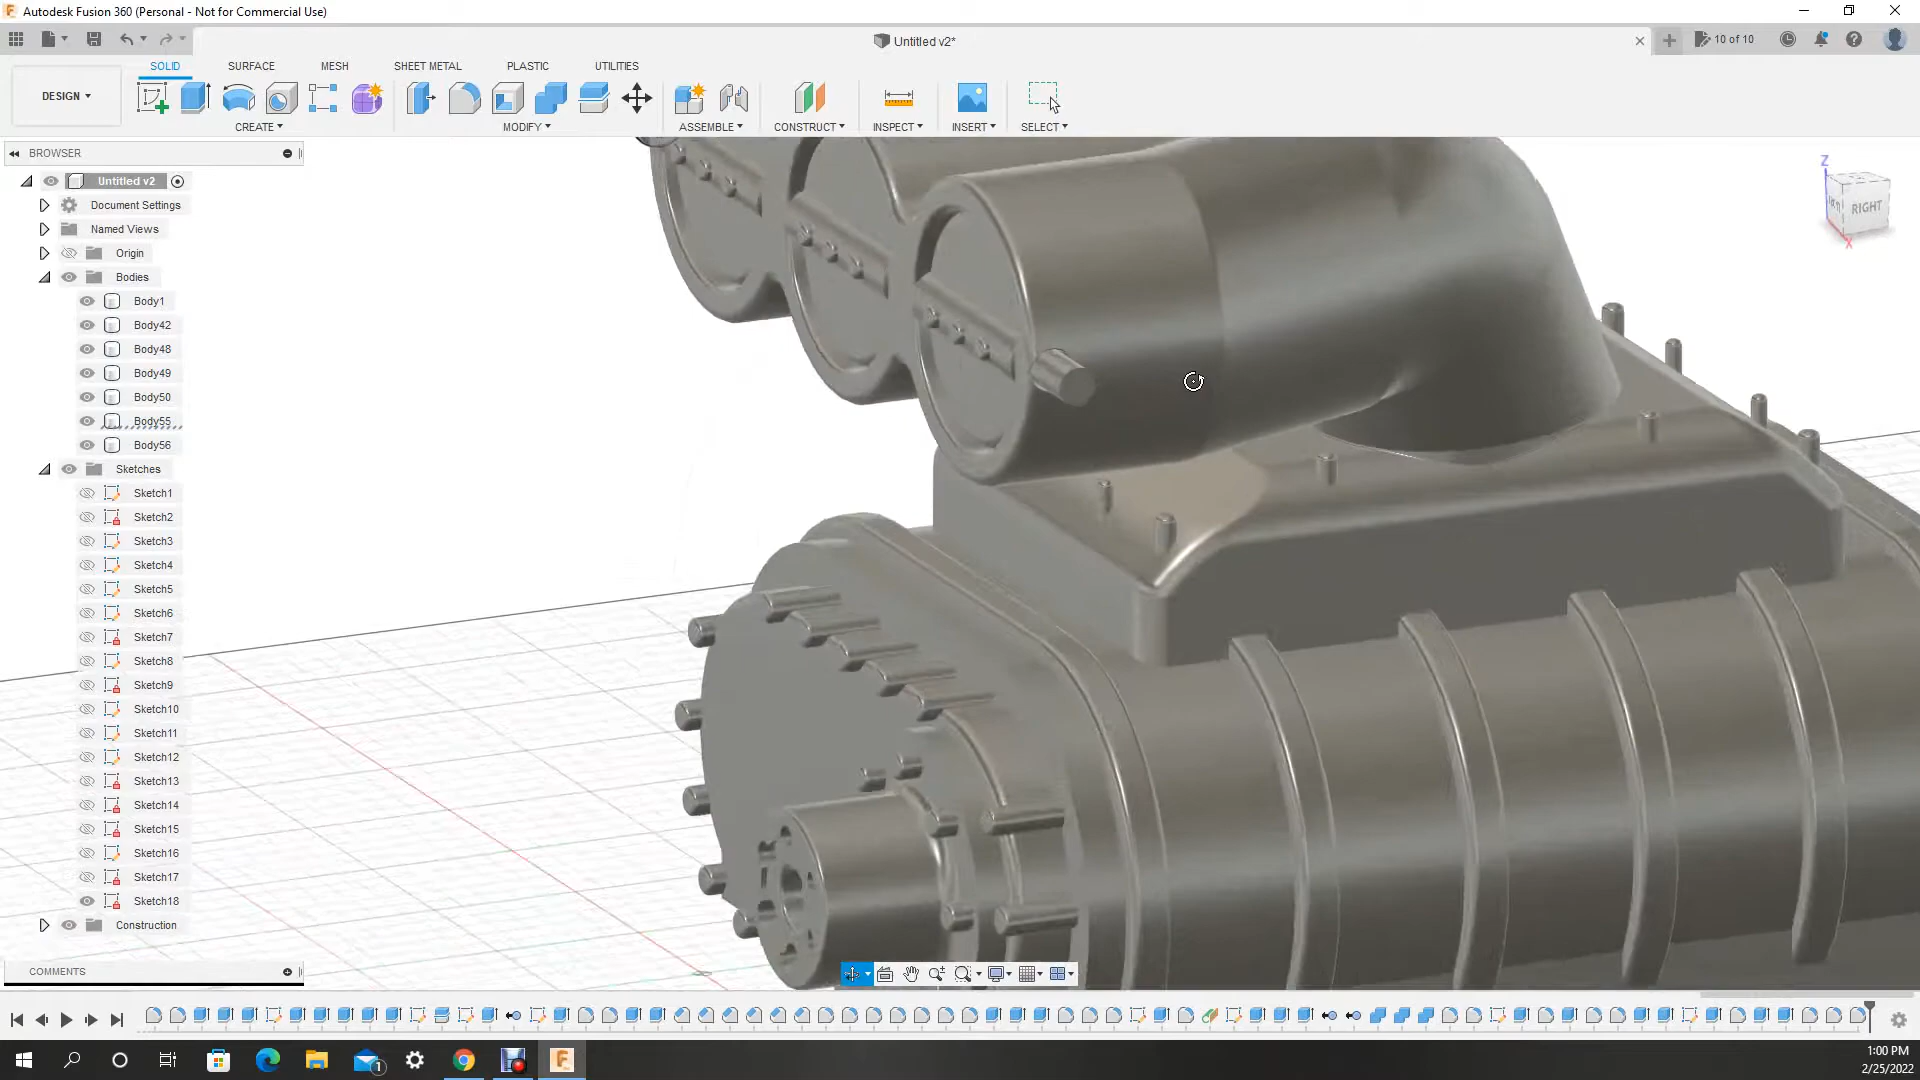 Autodesk Fusion 360 (Personal - Not for Commercial Use)
Untitled v2*
10 of 10
DESIGN
SOLID
SURFACE
MESH
SHEET METAL
PLASTIC
UTILITIES
CREATE
MODIFY
ASSEMBLE
CONSTRUCT
INSPECT
INSERT
SELECT
BROWSER
Untitled v2
Document Settings
Named Views
Origin
Bodies
Body1
Body42
Body48
Body49
Body50
Body55
Body56
Sketches
Sketch1
Sketch2
Sketch3
Sketch4
Sketch5
Sketch6
Sketch7
Sketch8
Sketch9
Sketch10
Sketch11
Sketch12
Sketch13
Sketch14
Sketch15
Sketch16
Sketch17
Sketch18
Construction
COMMENTS
Z
RIGHT
X
1
1:00 PM
2/25/2022